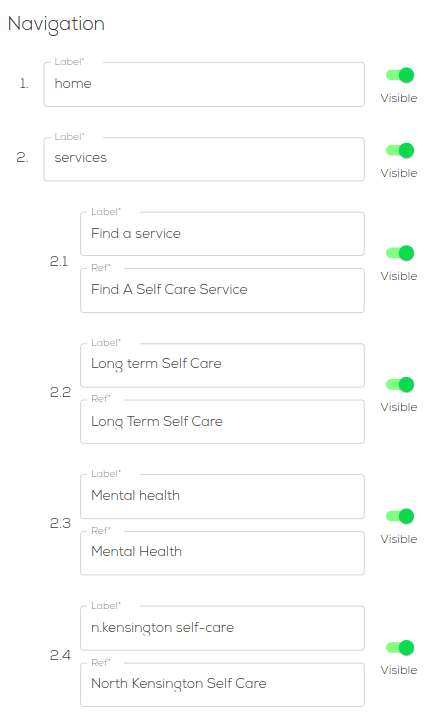 Navigation
Label*
1. home
Visible
Label*
2. services
Visible
Label*
Find a service
2.1
Ref*
Find A Self Care Service
Visible
Label*
Long term Self Care
2.2
Ref*
Long Term Self Care
Visible
Label*
Mental health
2.3
Ref*
Mental Health
Visible
Label*
n.kensington self-care
2.4
Ref*
North Kensington Self Care
Visible